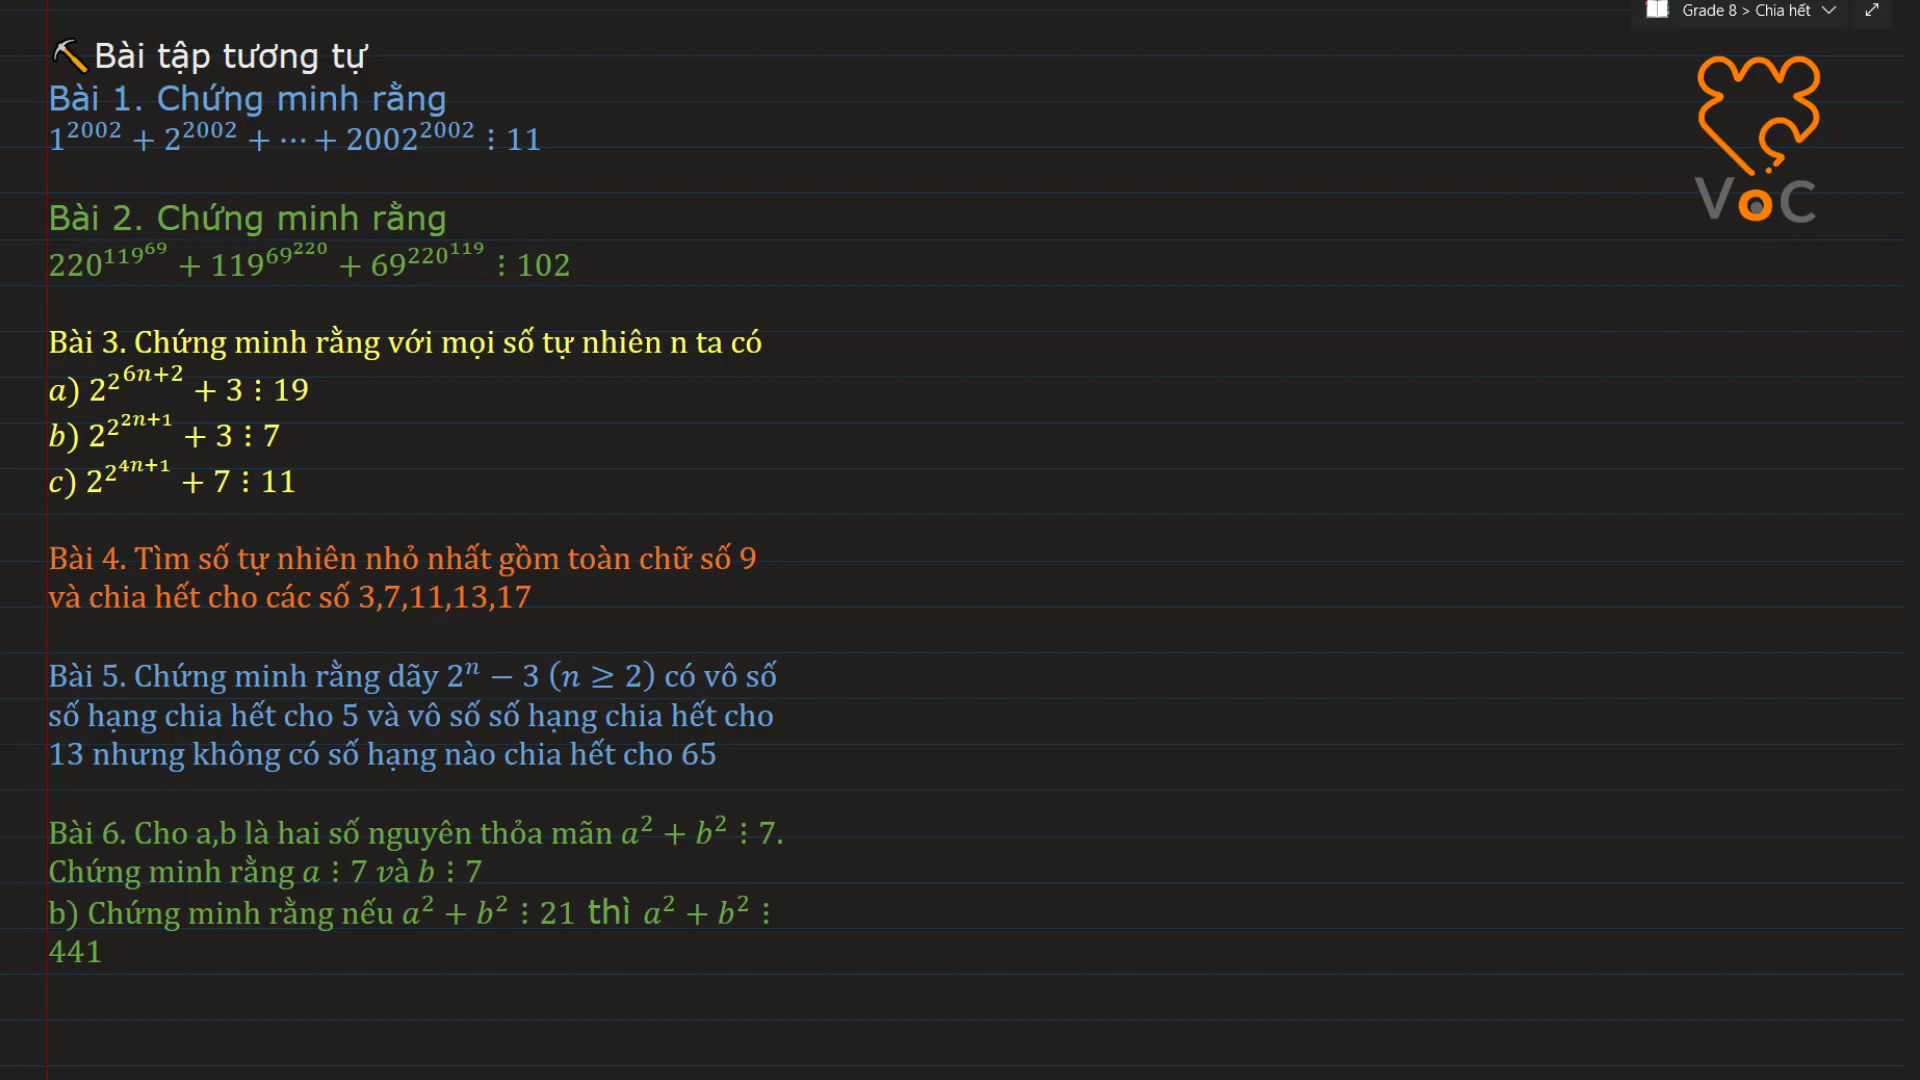 Grade 8 > Chia hết
Bài tập tương tự
Bài 1. Chứng minh rằng
1^{2002} + 2^{2002} + ⋯ + 2002^{2002} ⋮ 11
Bài 2. Chứng minh rằng
220^{119^{69}} + 119^{69^{220}} + 69^{220^{119}} ⋮ 102
Bài 3. Chứng minh rằng với mọi số tự nhiên n ta có
a) 2^{2^{6n+2}} + 3 ⋮ 19
b) 2^{2^{2n+1}} + 3 ⋮ 7
c) 2^{2^{4n+1}} + 7 ⋮ 11
Bài 4. Tìm số tự nhiên nhỏ nhất gồm toàn chữ số 9
và chia hết cho các số 3,7,11,13,17
Bài 5. Chứng minh rằng dãy 2^n − 3 (n ≥ 2) có vô số
số hạng chia hết cho 5 và vô số số hạng chia hết cho
13 nhưng không có số hạng nào chia hết cho 65
Bài 6. Cho a,b là hai số nguyên thỏa mãn a^2 + b^2 ⋮ 7.
Chứng minh rằng a ⋮ 7 và b ⋮ 7
b) Chứng minh rằng nếu a^2 + b^2 ⋮ 21 thì a^2 + b^2 ⋮
441
VOC